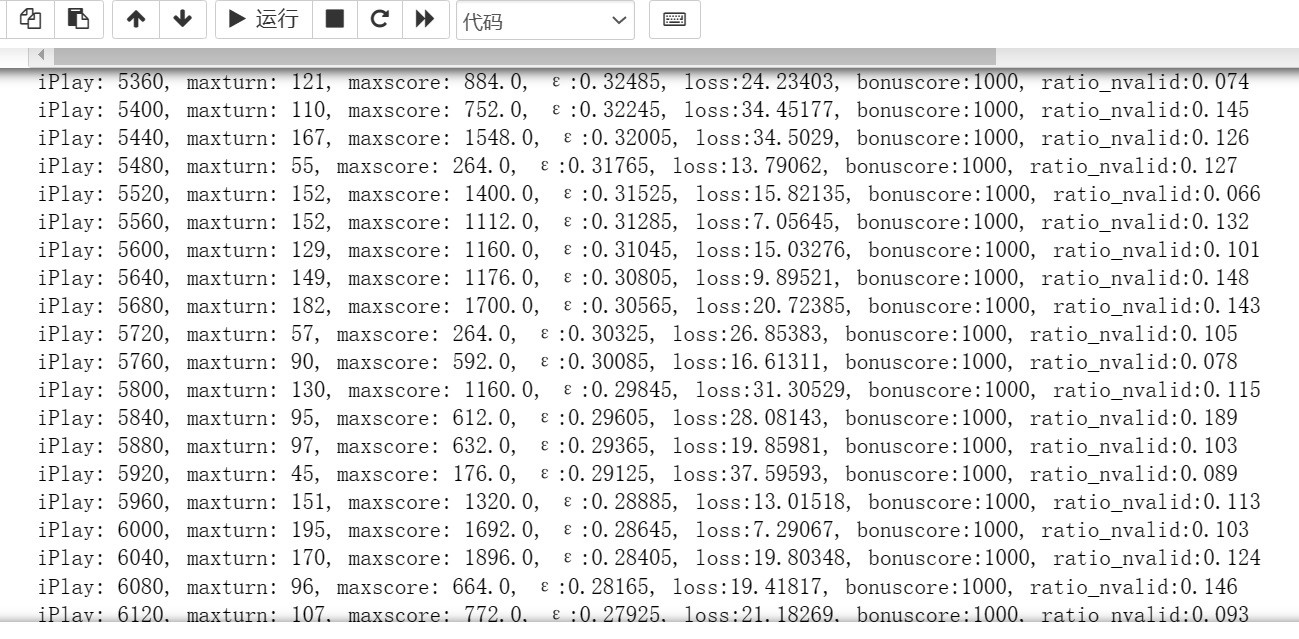 运行 代码
iPlay: 5360, maxturn: 121, maxscore: 884.0, ε:0.32485, loss:24.23403, bonuscore:1000, ratio_nvalid:0.074
iPlay: 5400, maxturn: 110, maxscore: 752.0, ε:0.32245, loss:34.45177, bonuscore:1000, ratio_nvalid:0.145
iPlay: 5440, maxturn: 167, maxscore: 1548.0, ε:0.32005, loss:34.5029, bonuscore:1000, ratio_nvalid:0.126
iPlay: 5480, maxturn: 55, maxscore: 264.0, ε:0.31765, loss:13.79062, bonuscore:1000, ratio_nvalid:0.127
iPlay: 5520, maxturn: 152, maxscore: 1400.0, ε:0.31525, loss:15.82135, bonuscore:1000, ratio_nvalid:0.066
iPlay: 5560, maxturn: 152, maxscore: 1112.0, ε:0.31285, loss:7.05645, bonuscore:1000, ratio_nvalid:0.132
iPlay: 5600, maxturn: 129, maxscore: 1160.0, ε:0.31045, loss:15.03276, bonuscore:1000, ratio_nvalid:0.101
iPlay: 5640, maxturn: 149, maxscore: 1176.0, ε:0.30805, loss:9.89521, bonuscore:1000, ratio_nvalid:0.148
iPlay: 5680, maxturn: 182, maxscore: 1700.0, ε:0.30565, loss:20.72385, bonuscore:1000, ratio_nvalid:0.143
iPlay: 5720, maxturn: 57, maxscore: 264.0, ε:0.30325, loss:26.85383, bonuscore:1000, ratio_nvalid:0.105
iPlay: 5760, maxturn: 90, maxscore: 592.0, ε:0.30085, loss:16.61311, bonuscore:1000, ratio_nvalid:0.078
iPlay: 5800, maxturn: 130, maxscore: 1160.0, ε:0.29845, loss:31.30529, bonuscore:1000, ratio_nvalid:0.115
iPlay: 5840, maxturn: 95, maxscore: 612.0, ε:0.29605, loss:28.08143, bonuscore:1000, ratio_nvalid:0.189
iPlay: 5880, maxturn: 97, maxscore: 632.0, ε:0.29365, loss:19.85981, bonuscore:1000, ratio_nvalid:0.103
iPlay: 5920, maxturn: 45, maxscore: 176.0, ε:0.29125, loss:37.59593, bonuscore:1000, ratio_nvalid:0.089
iPlay: 5960, maxturn: 151, maxscore: 1320.0, ε:0.28885, loss:13.01518, bonuscore:1000, ratio_nvalid:0.113
iPlay: 6000, maxturn: 195, maxscore: 1692.0, ε:0.28645, loss:7.29067, bonuscore:1000, ratio_nvalid:0.103
iPlay: 6040, maxturn: 170, maxscore: 1896.0, ε:0.28405, loss:19.80348, bonuscore:1000, ratio_nvalid:0.124
iPlay: 6080, maxturn: 96, maxscore: 664.0, ε:0.28165, loss:19.41817, bonuscore:1000, ratio_nvalid:0.146
iPlay: 6120, maxturn: 107, maxscore: 772.0, ε:0.27925, loss:21.18269, bonuscore:1000, ratio_nvalid:0.093